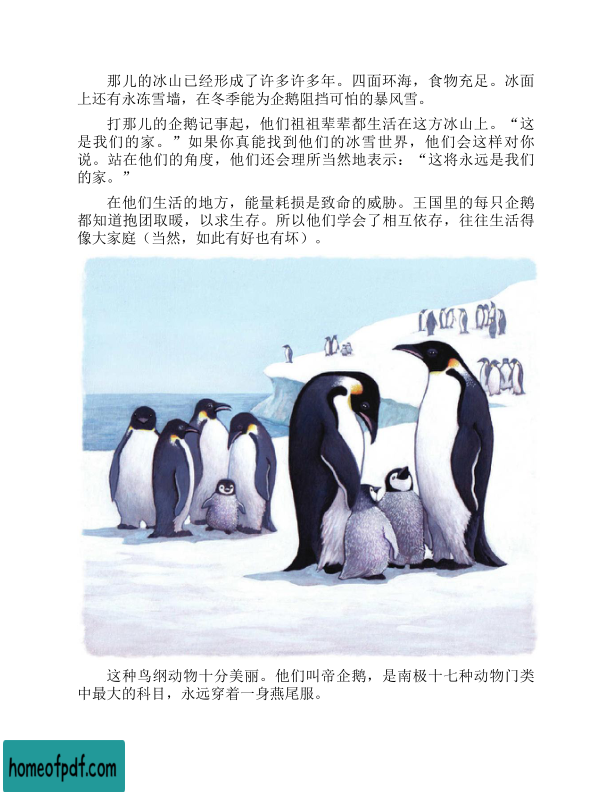 那儿的冰山已经形成了许多许多年。四面环海，食物充足。冰面
上还有永冻雪墙，在冬季能为企鹅阻挡可怕的暴风雪。
打那儿的企鹅记事起，他们祖祖辈辈都生活在这方冰山上。“这
是我们的家。”如果你真能找到他们的冰雪世界，他们会这样对你
说。站在他们的角度，他们还会理所当然地表示：“这将永远是我们
的家。”
在他们生活的地方，能量耗损是致命的威胁。王国里的每只企鹅
都知道抱团取暖，以求生存。所以他们学会了相互依存，往往生活得
像大家庭（当然，如此有好也有坏）。
这种鸟纲动物十分美丽。他们叫帝企鹅，是南极十七种动物门类
中最大的科目，永远穿着一身燕尾服。
homeofpdf.com